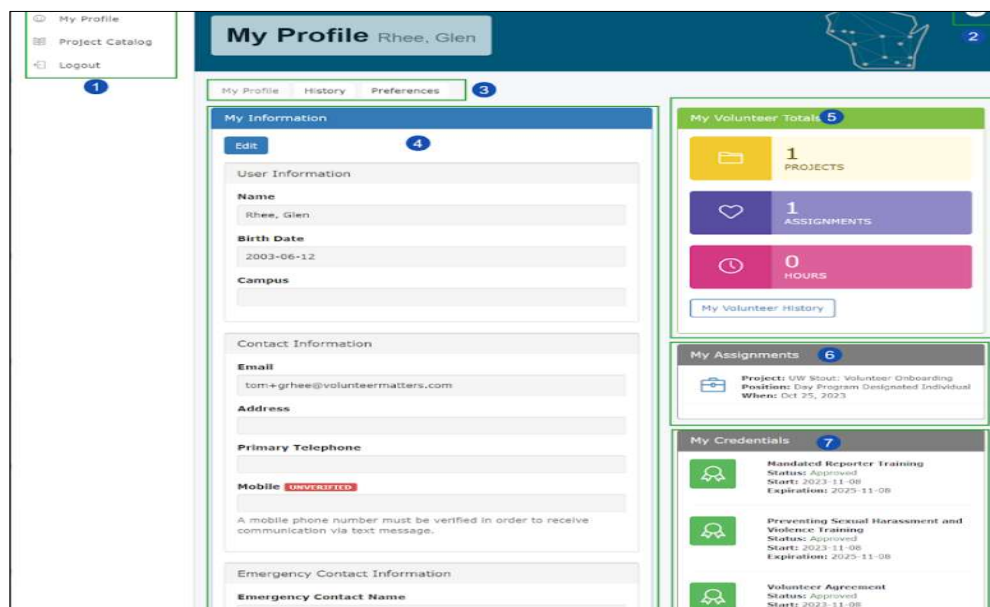 My Profile
Project Catalog
Logout
1
My Profile Rhee, Glen
2
My Profile History Preferences 3
My Information
Edit
4
User Information
Name
Rhee, Glen
Birth Date
2003-06-12
Campus
Contact Information
Email
tom+grhee@volunteermatters.com
Address
Primary Telephone
Mobile UNVERIFIED
A mobile phone number must be verified in order to receive
communication via text message.
Emergency Contact Information
Emergency Contact Name
My Volunteer Totals 5
1
PROJECTS
1
ASSIGNMENTS
0
HOURS
My Volunteer History
My Assignments 6
Project: UW Stout: Volunteer Onboarding
Position: Day Program Designated Individual
When: Oct 25, 2023
My Credentials 7
Mandated Reporter Training
Status: Approved
Start: 2023-11-08
Expiration: 2025-11-08
Preventing Sexual Harassment and
Violence Training
Status: Approved
Start: 2023-11-08
Expiration: 2025-11-08
Volunteer Agreement
Status: Approved
Start: 2023-11-08